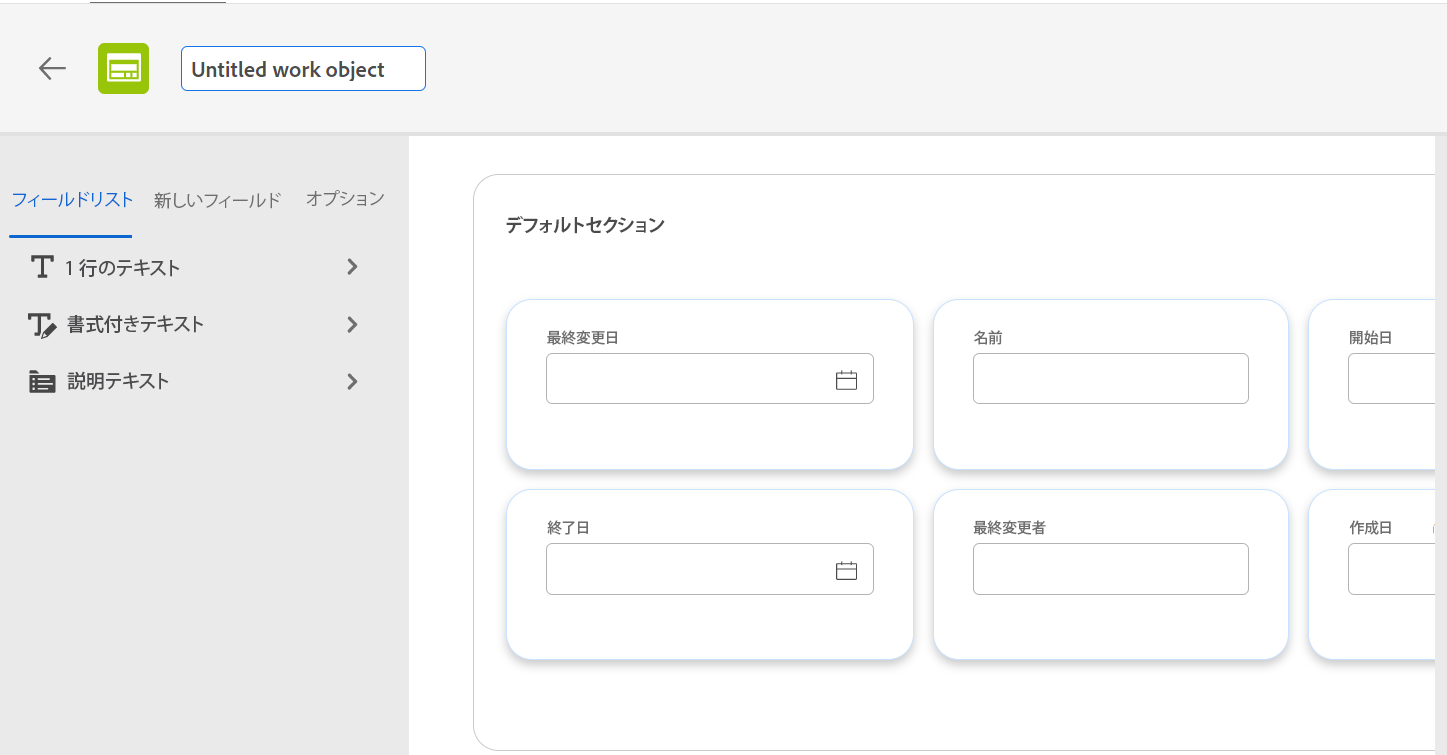 Untitled work object
フィールドリスト 新しいフィールド オプション
1 行のテキスト
書式付きテキスト
説明テキスト
デフォルトセクション
最終変更日 名前 開始日
終了日 最終変更者 作成日